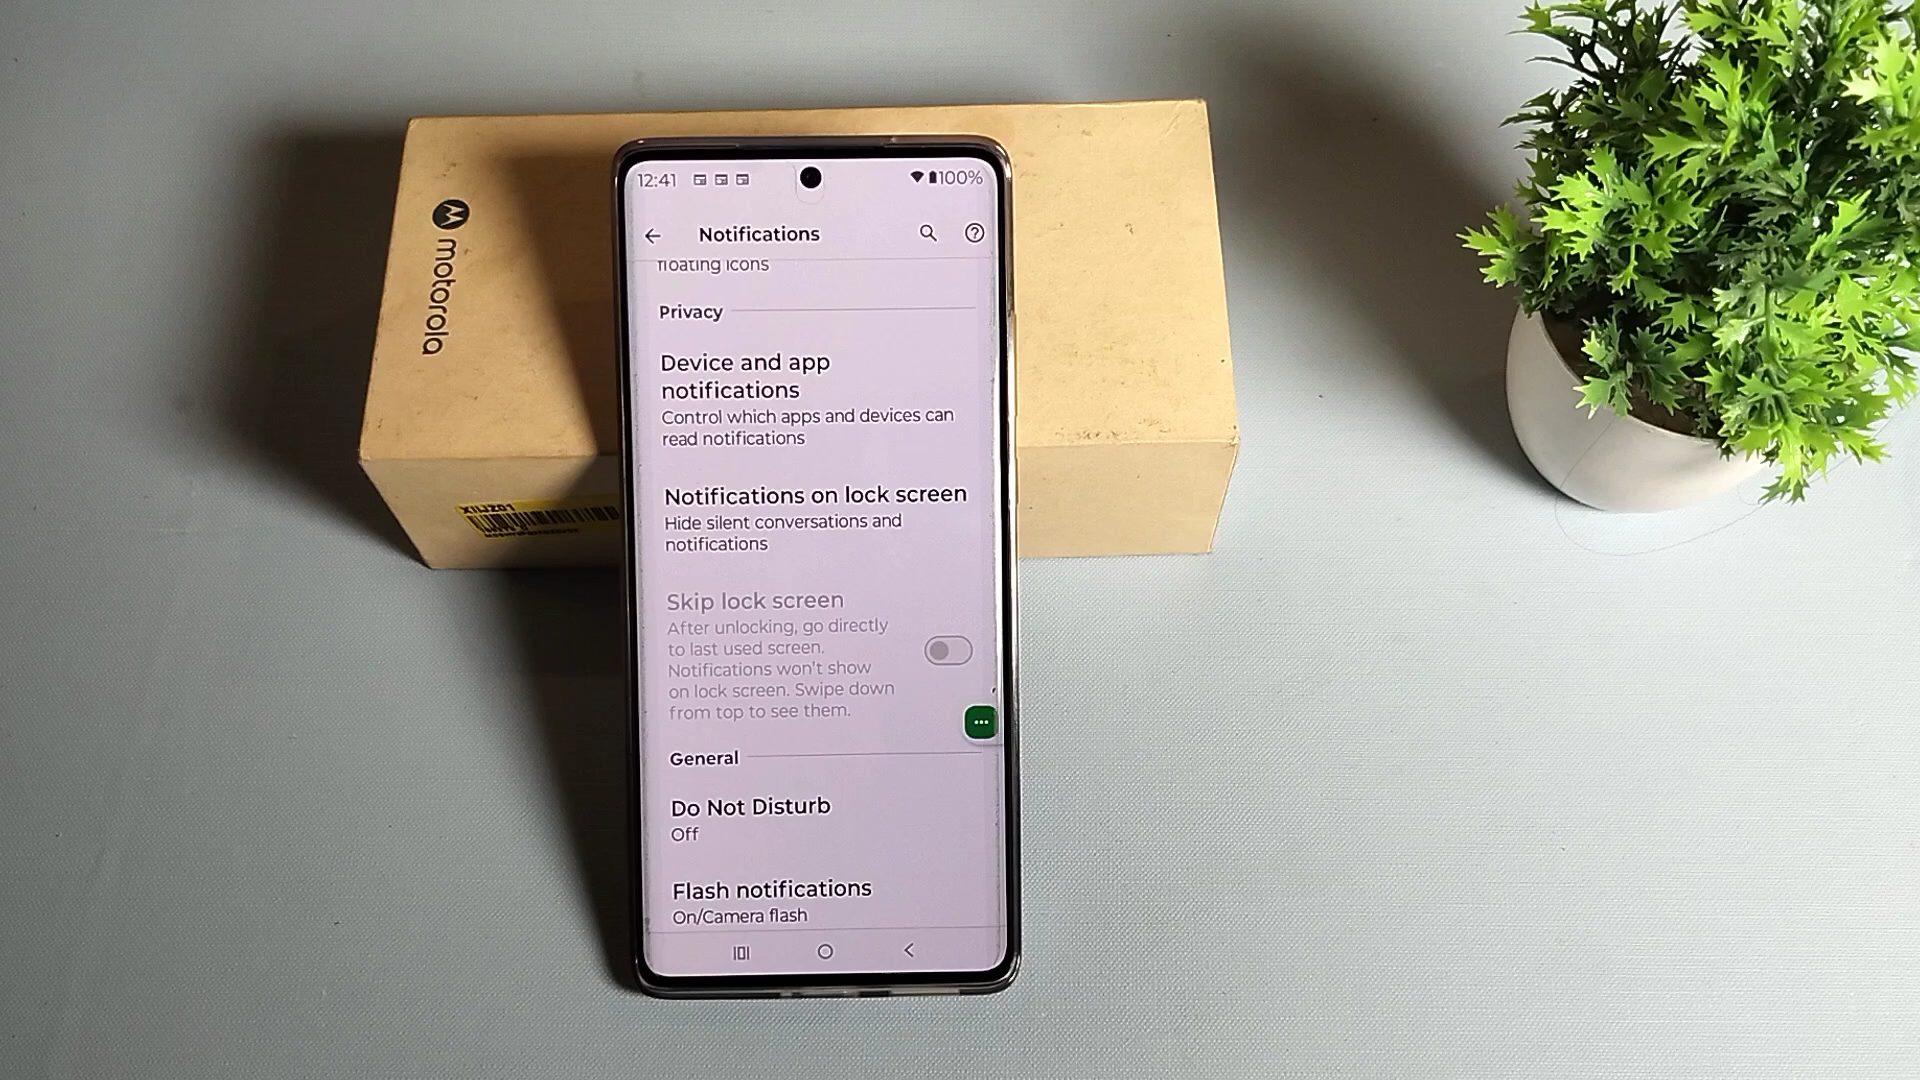 motorola
XIIJZ01
12:41
100%
Notifications
floating icons
Privacy
Device and app
notifications
Control which apps and devices can
read notifications
Notifications on lock screen
Hide silent conversations and
notifications
Skip lock screen
After unlocking, go directly
to last used screen.
Notifications won't show
on lock screen. Swipe down
from top to see them.
General
Do Not Disturb
Off
Flash notifications
On/Camera flash